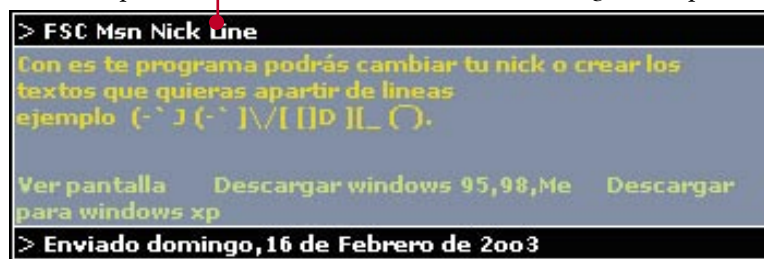 > FSC Msn Nick Line
Con es te programa podrás cambiar tu nick o crear los
textos que quieras apartir de lineas
ejemplo (-` J (-` ]\/[ []D ][_ (¯).
Ver pantalla Descargar windows 95,98,Me Descargar
para windows xp
> Enviado domingo,16 de Febrero de 2oo3